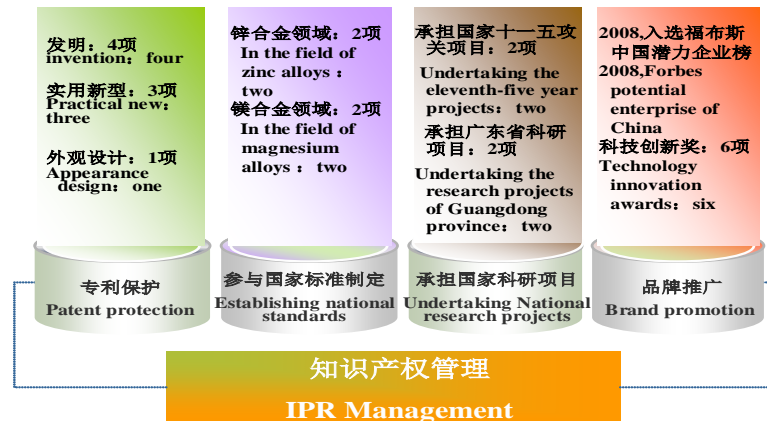 发明：4项
invention：four
实用新型：3项
Practical new：
three
外观设计：1项
Appearance
design：one
专利保护
Patent protection
锌合金领域：2项
In the field of
zinc alloys：
two
镁合金领域：2项
In the field of
magnesium
alloys：two
参与国家标准制定
Establishing national
standards
承担国家十一五攻
关项目：2项
Undertaking the
eleventh-five year
projects：two
承担广东省科研
项目：2项
Undertaking the
research projects
of Guangdong
province：two
承担国家科研项目
Undertaking National
research projects
2008,入选福布斯
中国潜力企业榜
2008,Forbes
potential
enterprise of
China
科技创新奖：6项
Technology
innovation
awards：six
品牌推广
Brand promotion
知识产权管理
IPR Management